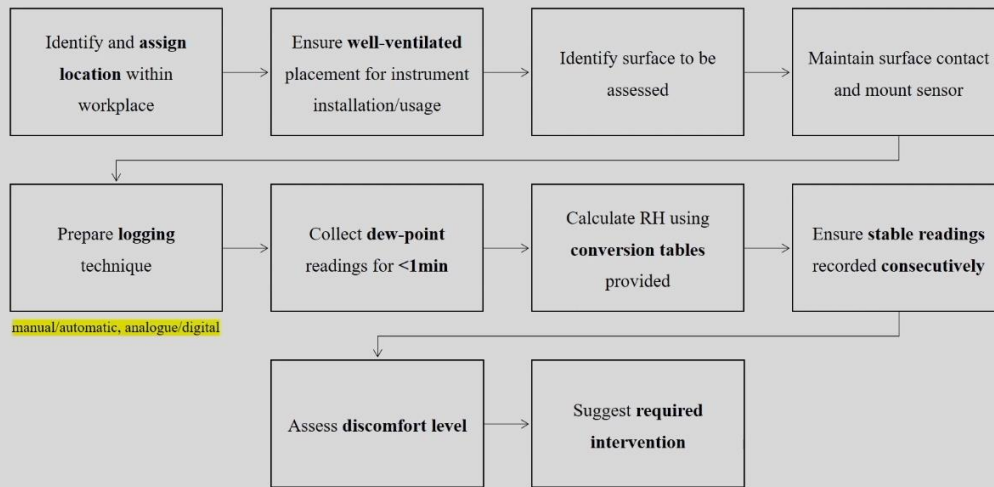 Identify and assign
location within
workplace
Ensure well-ventilated
placement for instrument
installation/usage
Identify surface to be
assessed
Maintain surface contact
and mount sensor
Prepare logging
technique
manual/automatic, analogue/digital
Collect dew-point
readings for <1min
Calculate RH using
conversion tables
provided
Ensure stable readings
recorded consecutively
Assess discomfort level
Suggest required
intervention